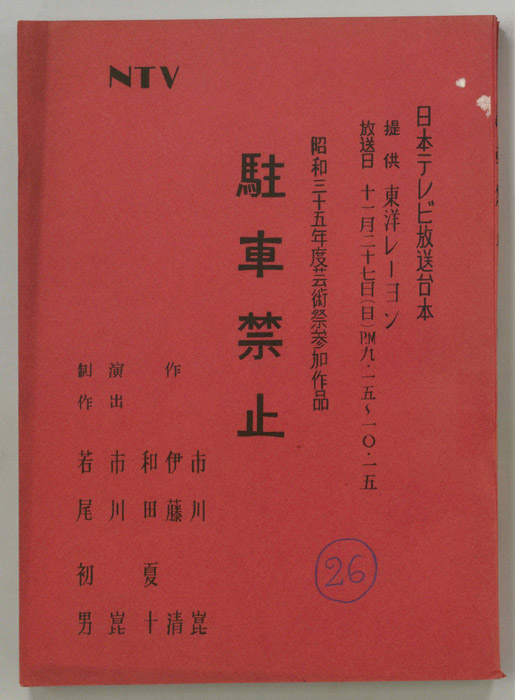 NTV
日本テレビ放送台本
提供 東洋レーヨン
放送日 十一月二十七日(日)P.M九・一五~一〇・一五
昭和三十五年度芸術祭参加作品
駐車禁止
作 市川崑
伊藤清
和田夏十
演出 市川崑
制作 若尾初男
26